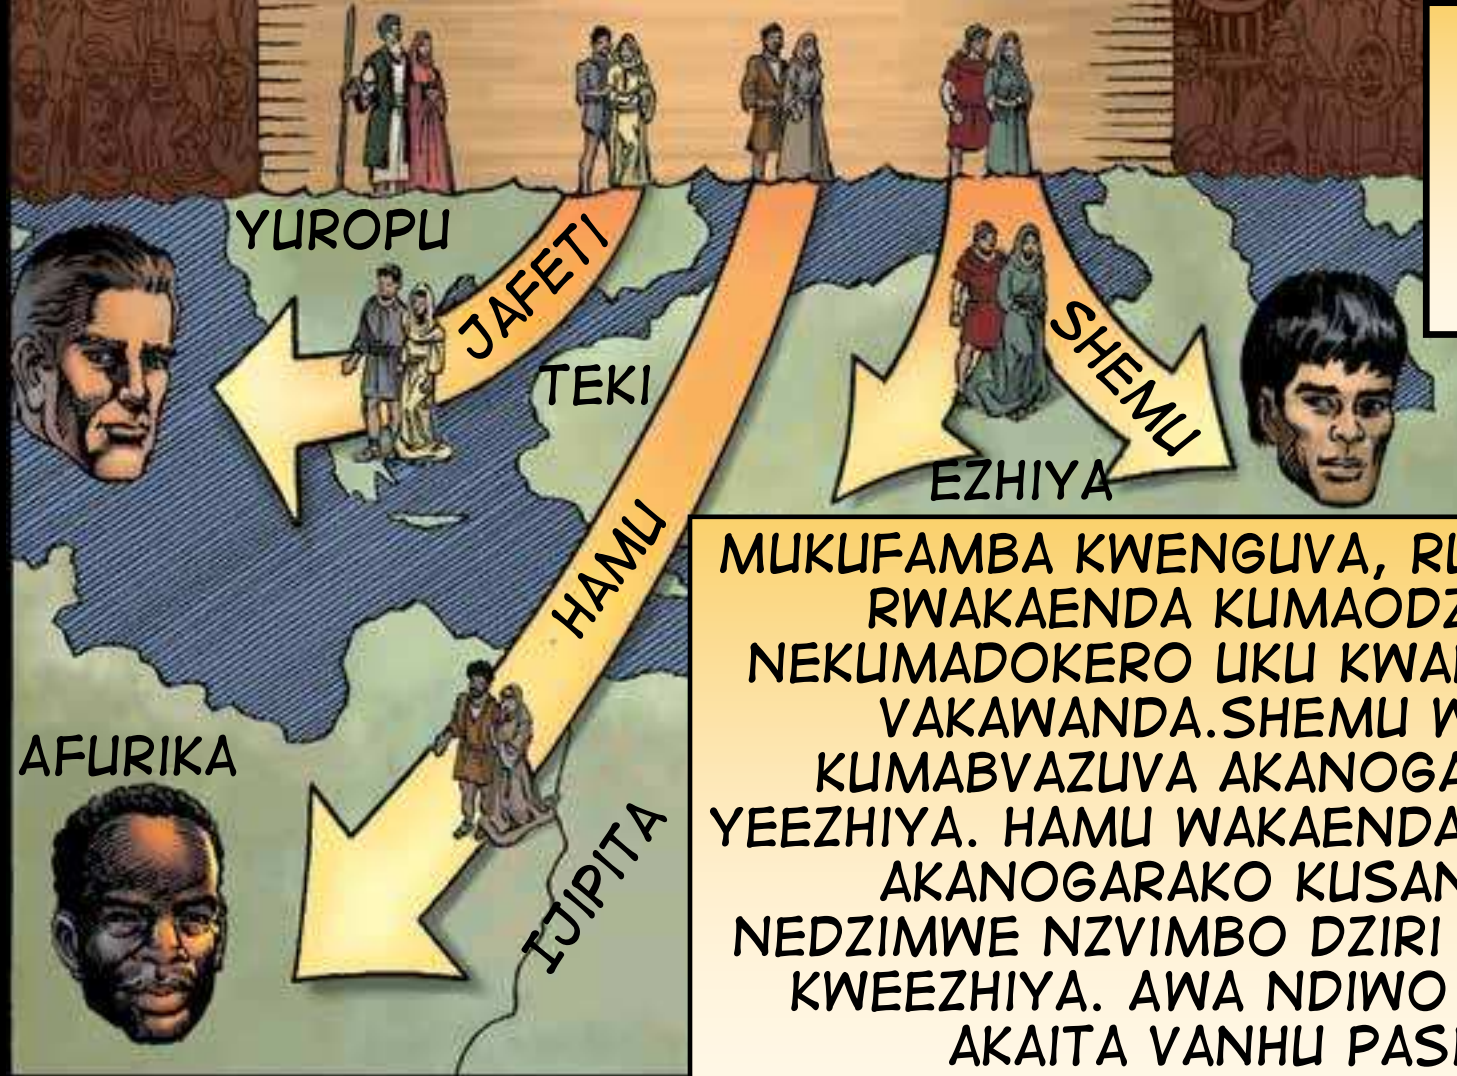 YUROPU
JAFETI
TEKI
SHEMU
EZHIYA
HAMU
AFURIKA
IJIPITA
MUKUFAMBA KWENGUVA,
RWAKAENDA
NEKUMADOKERO UKU
VAKAWANDA.SHEMU
KUMABVAZUVA
YEEZHIYA. HAMU WAKAENDA
AKANOGARAKO
NEDZIMWE NZVIMBO DZIRI
KWEEZHIYA. AWA NDIWO
AKAITA VANHU